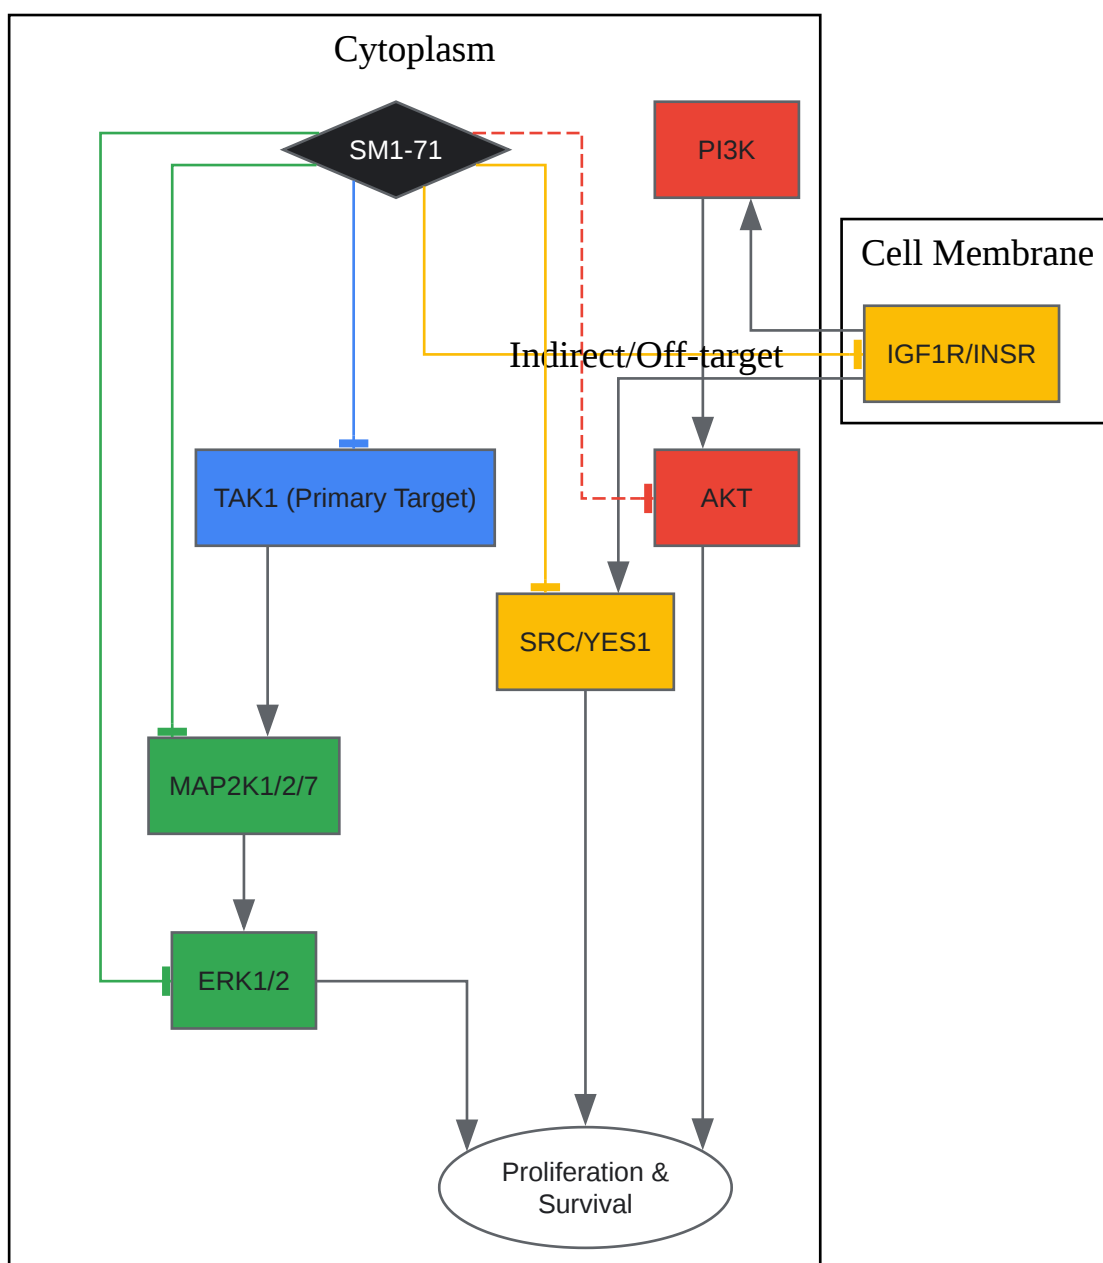 Cytoplasm
SM1-71
PI3K
Cell Membrane
IGF1R/INSR
Indirect/Off-target
TAK1 (Primary Target)
AKT
SRC/YES1
MAP2K1/2/7
ERK1/2
Proliferation &
Survival